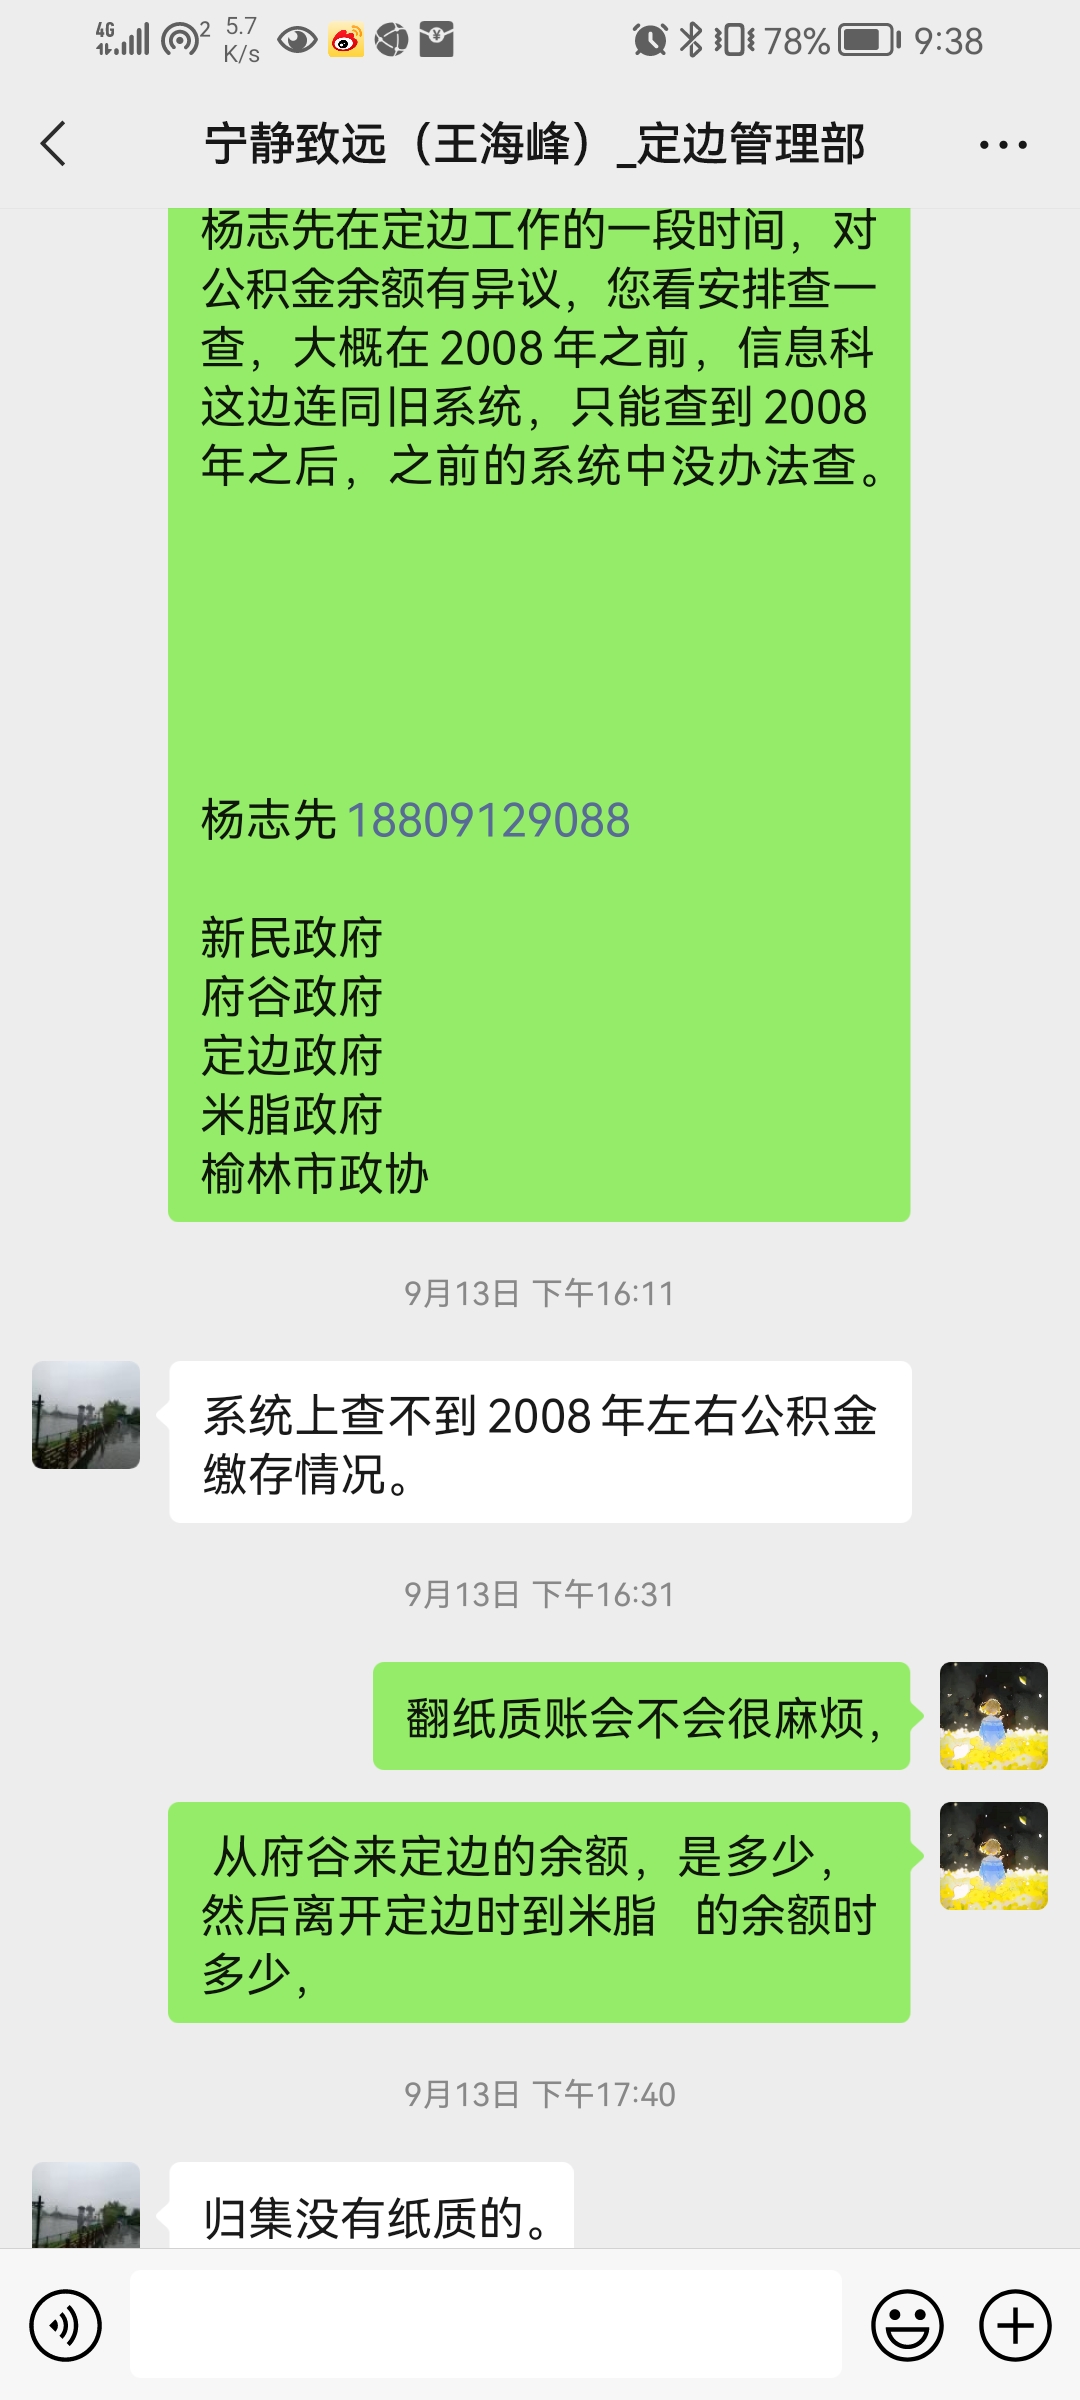 4G
2
5.7
K/s
78%
9:38
宁静致远（王海峰）_定边管理部
杨志先在定边工作的一段时间，对
公积金余额有异议，您看安排查一
查，大概在2008年之前，信息科
这边连同旧系统，只能查到2008
年之后，之前的系统中没办法查。
杨志先18809129088
新民政府
府谷政府
定边政府
米脂政府
榆林市政协
9月13日 下午16:11
系统上查不到2008年左右公积金
缴存情况。
9月13日 下午16:31
翻纸质账会不会很麻烦，
从府谷来定边的余额，是多少，
然后离开定边时到米脂 的余额时
多少，
9月13日 下午17:40
归集没有纸质的。